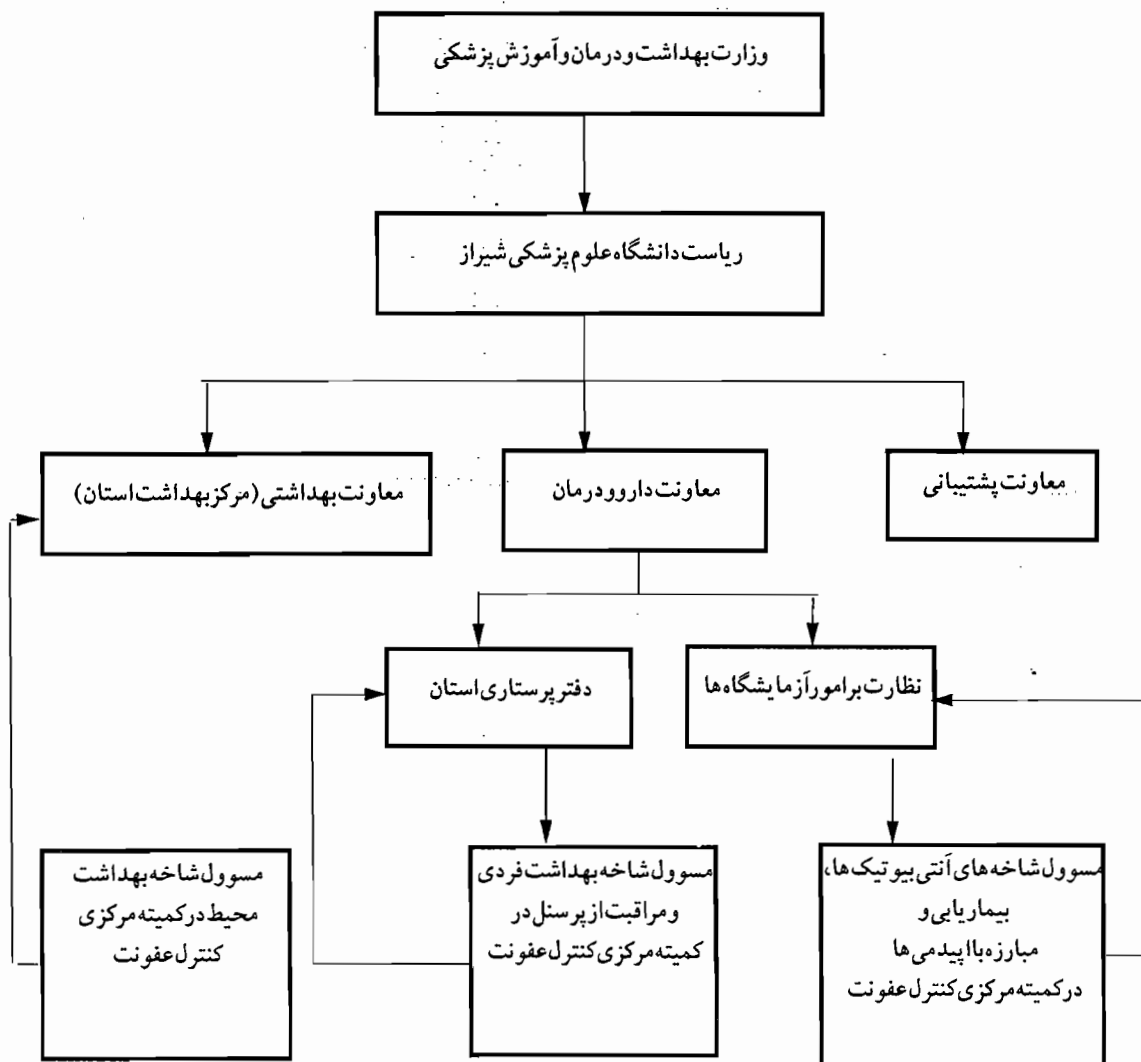 وزارت بهداشت و درمان و آموزش پزشکی
ریاست دانشگاه علوم پزشکی شیراز
معاونت پشتیبانی
معاونت دارو و درمان
معاونت بهداشتی (مرکز بهداشت استان)
نظارت بر امور آزمایشگاه ها
دفتر پرستاری استان
مسوول شاخه های آنتی بیوتیک ها،
بیماریابی و
مبارزه با اپیدمی ها
در کمیته مرکزی کنترل عفونت
مسوول شاخه بهداشت فردی
و مراقبت از پرسنل در
کمیته مرکزی کنترل عفونت
مسوول شاخه بهداشت
محیط در کمیته مرکزی
کنترل عفونت